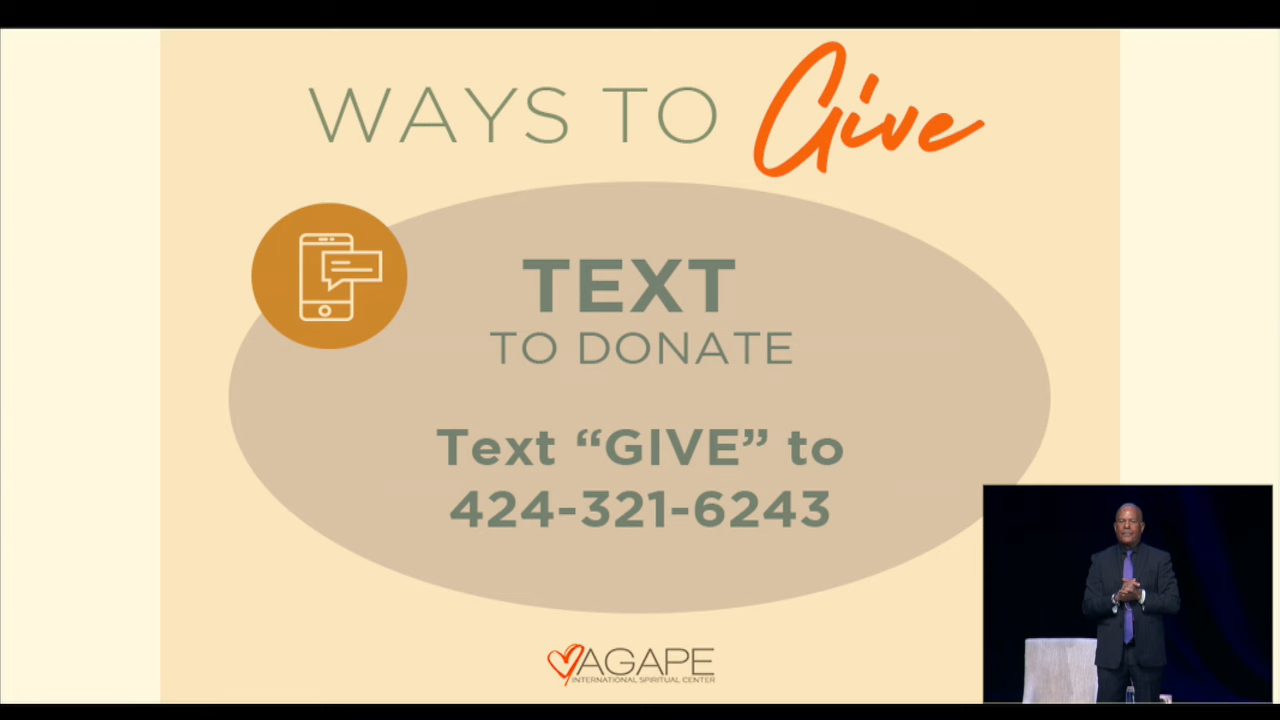 WAYS TO Give
TEXT
TO DONATE
Text “GIVE” to
424-321-6243
AGAPE
INTERNATIONAL SPIRITUAL CENTER